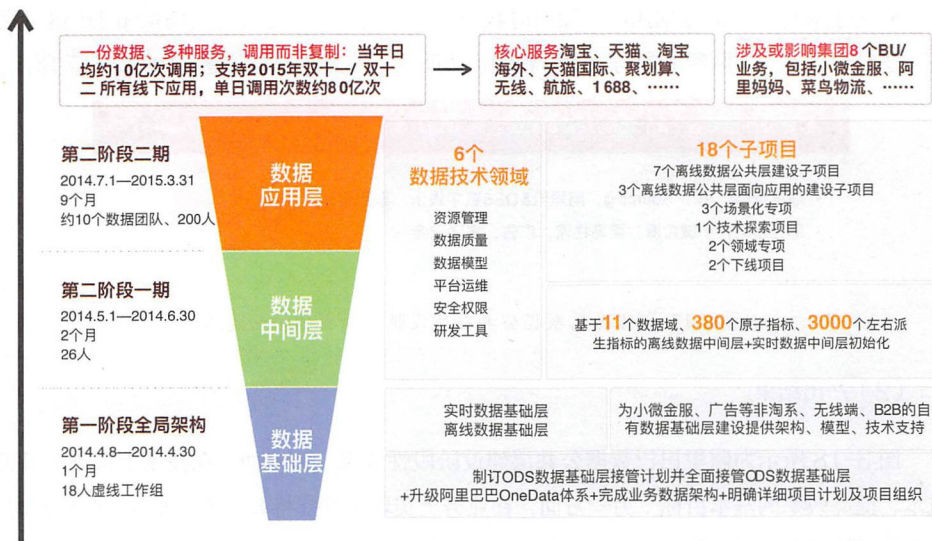 一份数据、多种服务，调用而非复制：当年日
均约10亿次调用；支持2015年双十一/双十
二所有线下应用，单日调用次数约80亿次
核心服务淘宝、天猫、淘宝
海外、天猫国际、聚划算、
无线、航旅、1688、……
涉及或影响集团8个BU/
业务，包括小微金服、阿
里妈妈、菜鸟物流、……
第二阶段二期
2014.7.1—2015.3.31
9个月
约10个数据团队、200人
数据
应用层
6个
数据技术领域
资源管理
数据质量
数据模型
平台运维
安全权限
研发工具
18个子项目
7个离线数据公共层建设子项目
3个离线数据公共层面向应用的建设子项目
3个场景化专项
1个技术探索项目
2个领域专项
2个下线项目
第二阶段一期
2014.5.1—2014.6.30
2个月
26人
数据
中间层
基于11个数据域、380个原子指标、3000个左右派
生指标的离线数据中间层+实时数据中间层初始化
第一阶段全局架构
2014.4.8—2014.4.30
1个月
18人虚线工作组
数据
基础层
实时数据基础层
离线数据基础层
为小微金服、广告等非淘系、无线端、B2B的自
有数据基础层建设提供架构、模型、技术支持
制订ODS数据基础层接管计划并全面接管ODS数据基础层
+升级阿里巴巴OneData体系+完成业务数据架构+明确详细项目计划及项目组织